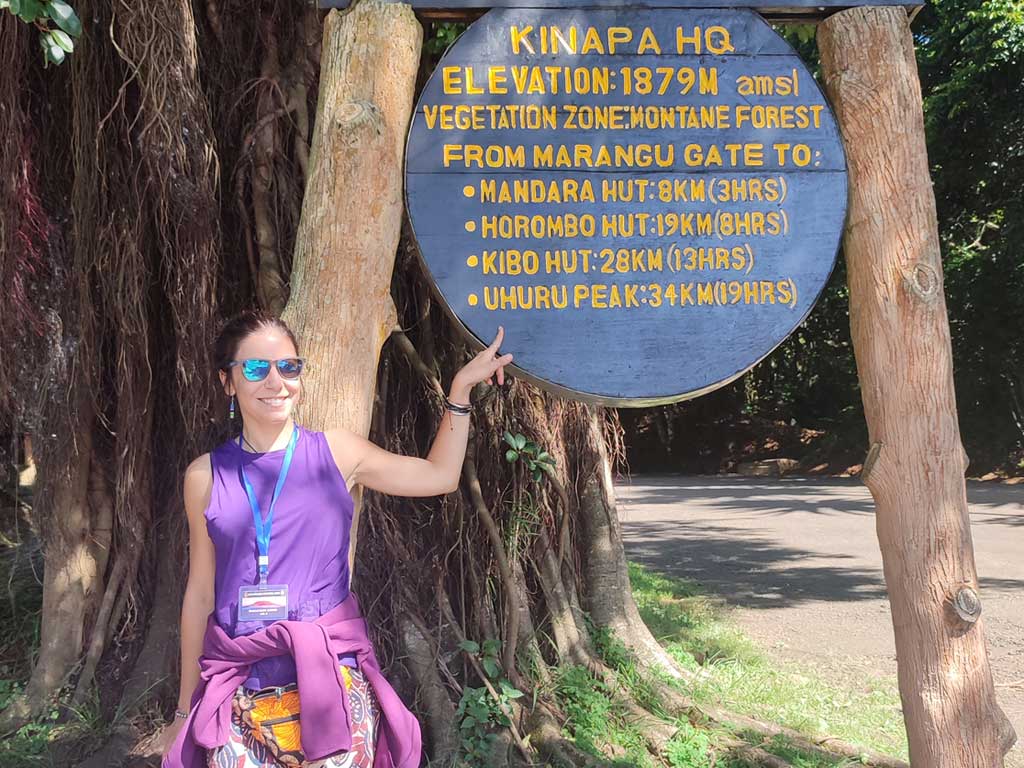 KINAPA HQ
ELEVATION:1879M amsl
VEGETATION ZONE:MONTANE FOREST
FROM MARANGU GATE TO:
• MANDARA HUT:8KM(3HRS)
• HOROMBO HUT:19KM(8HRS)
• KIBO HUT:28KM(13HRS)
• UHURU PEAK:34KM(19HRS)